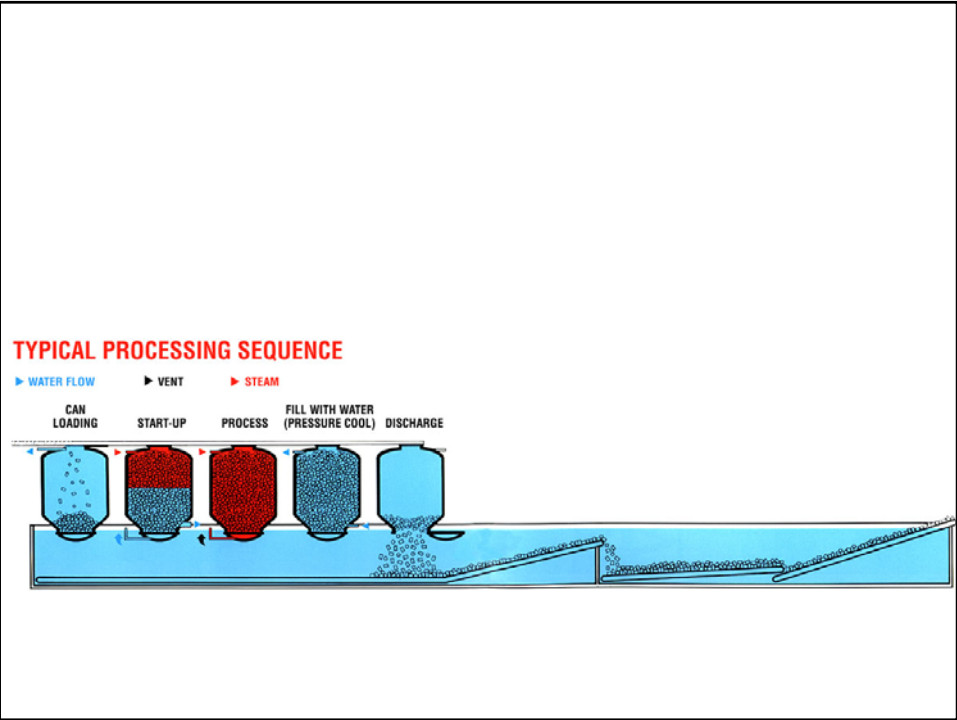 TYPICAL PROCESSING SEQUENCE
WATER FLOW
VENT
STEAM
CAN
LOADING
START-UP
PROCESS
FILL WITH WATER
(PRESSURE COOL)
DISCHARGE